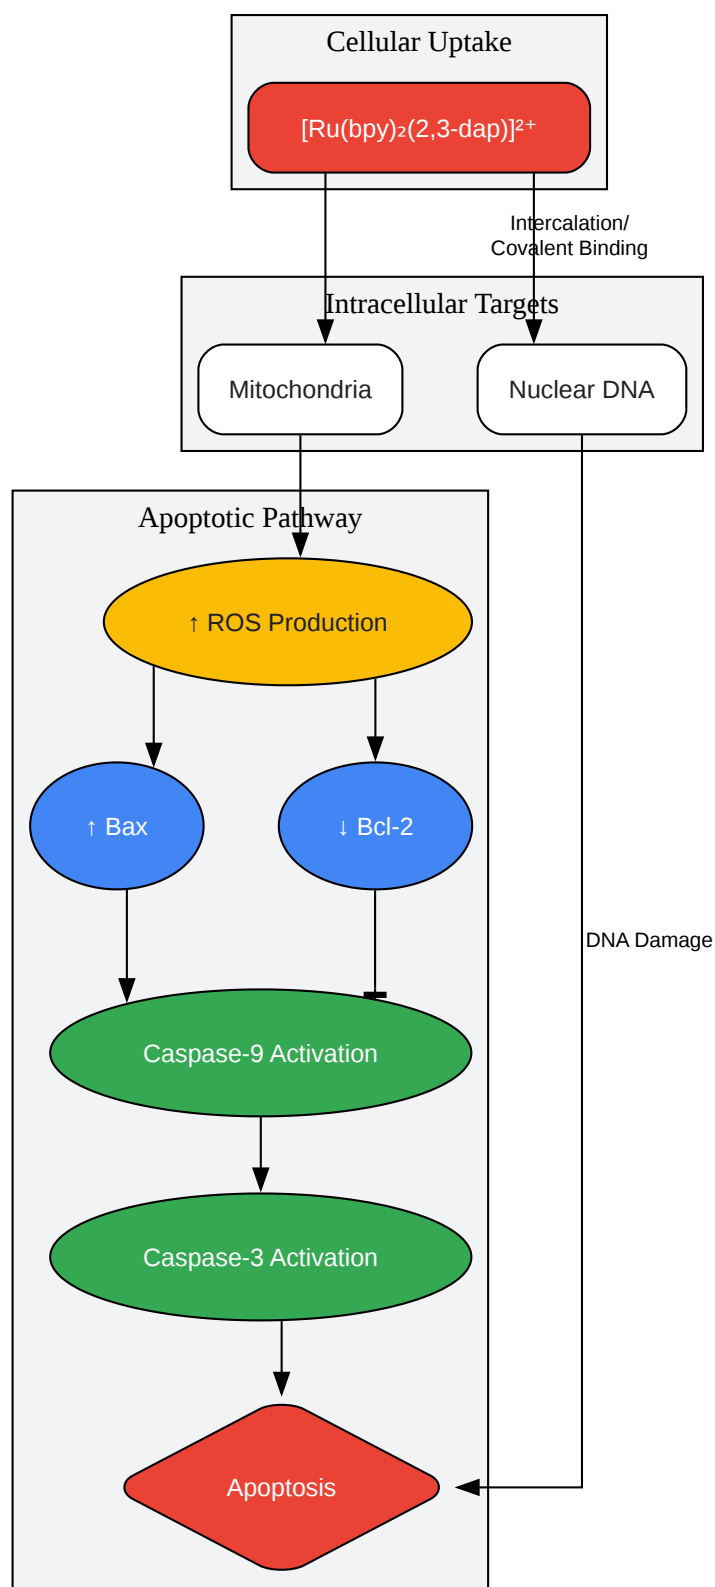 Cellular Uptake
[Ru(bpy)₂(2,3-dap)]²⁺
Intercalation/
Covalent Binding
Intracellular Targets
Mitochondria
Nuclear DNA
Apoptotic Pathway
↑ ROS Production
↑ Bax
↓ Bcl-2
DNA Damage
Caspase-9 Activation
Caspase-3 Activation
Apoptosis